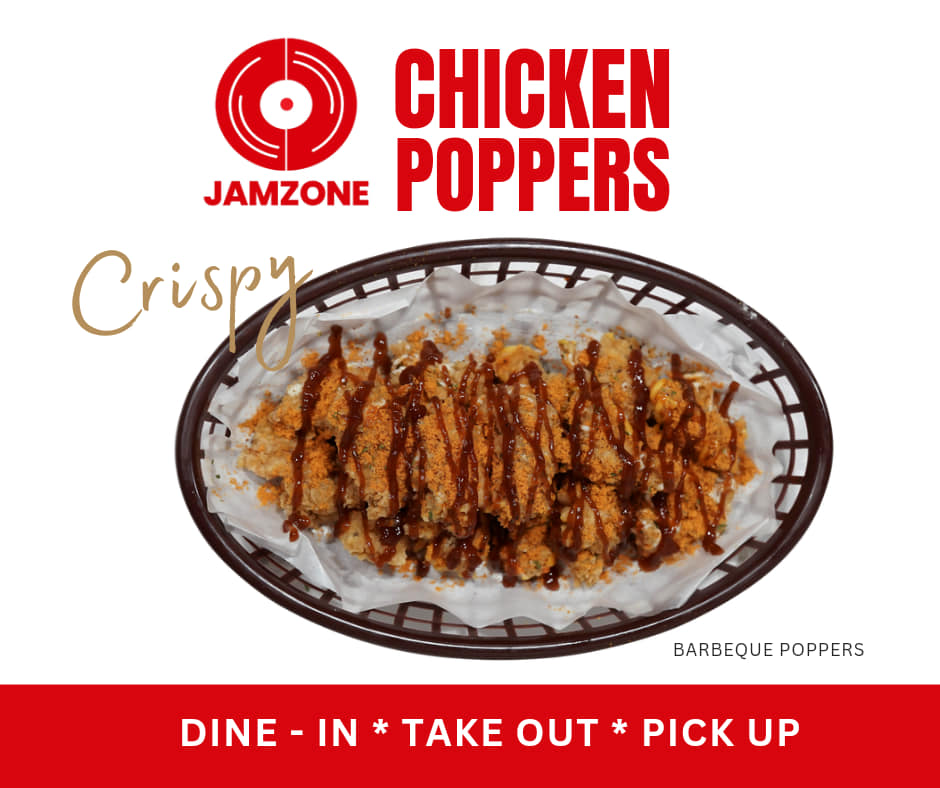 JAMZONE
CHICKEN
POPPERS
Crispy
BARBEQUE POPPERS
DINE - IN * TAKE OUT * PICK UP